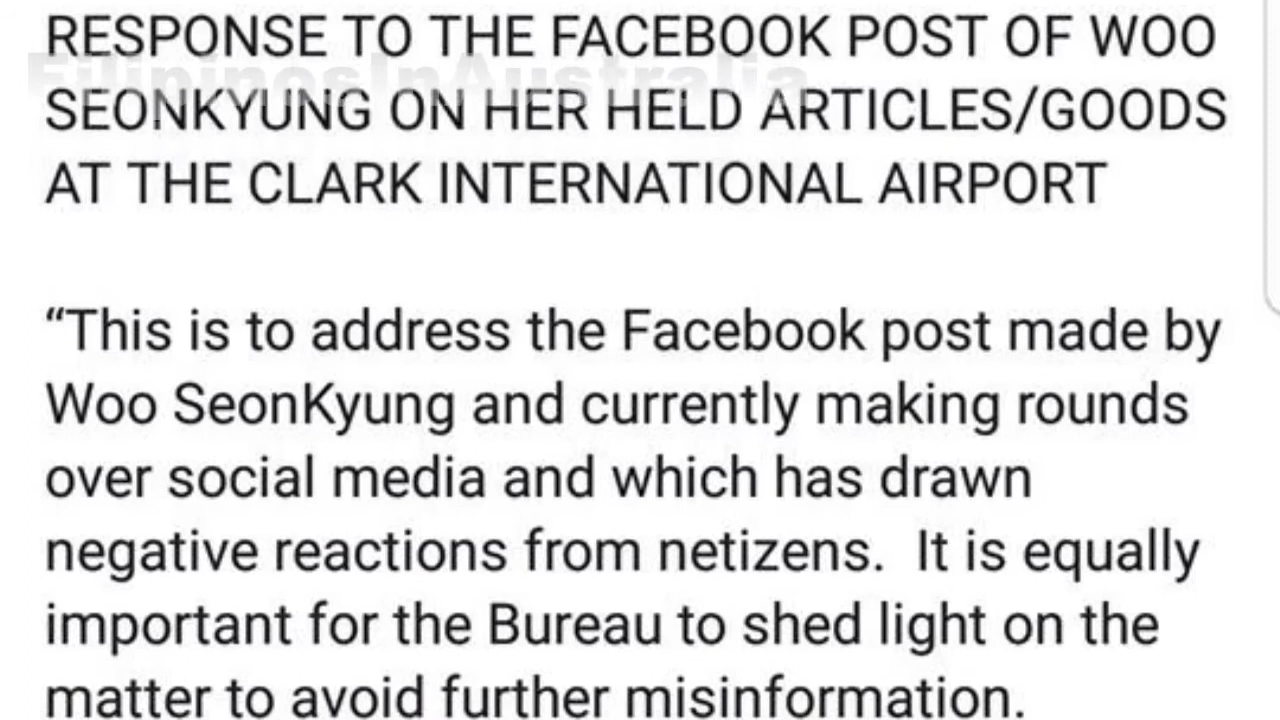 RESPONSE TO THE FACEBOOK POST OF WOO
FilipinosInAustralia
SEONKYUNG ON HER HELD ARTICLES/GOODS
AT THE CLARK INTERNATIONAL AIRPORT
“This is to address the Facebook post made by
Woo SeonKyung and currently making rounds
over social media and which has drawn
negative reactions from netizens.  It is equally
important for the Bureau to shed light on the
matter to avoid further misinformation.